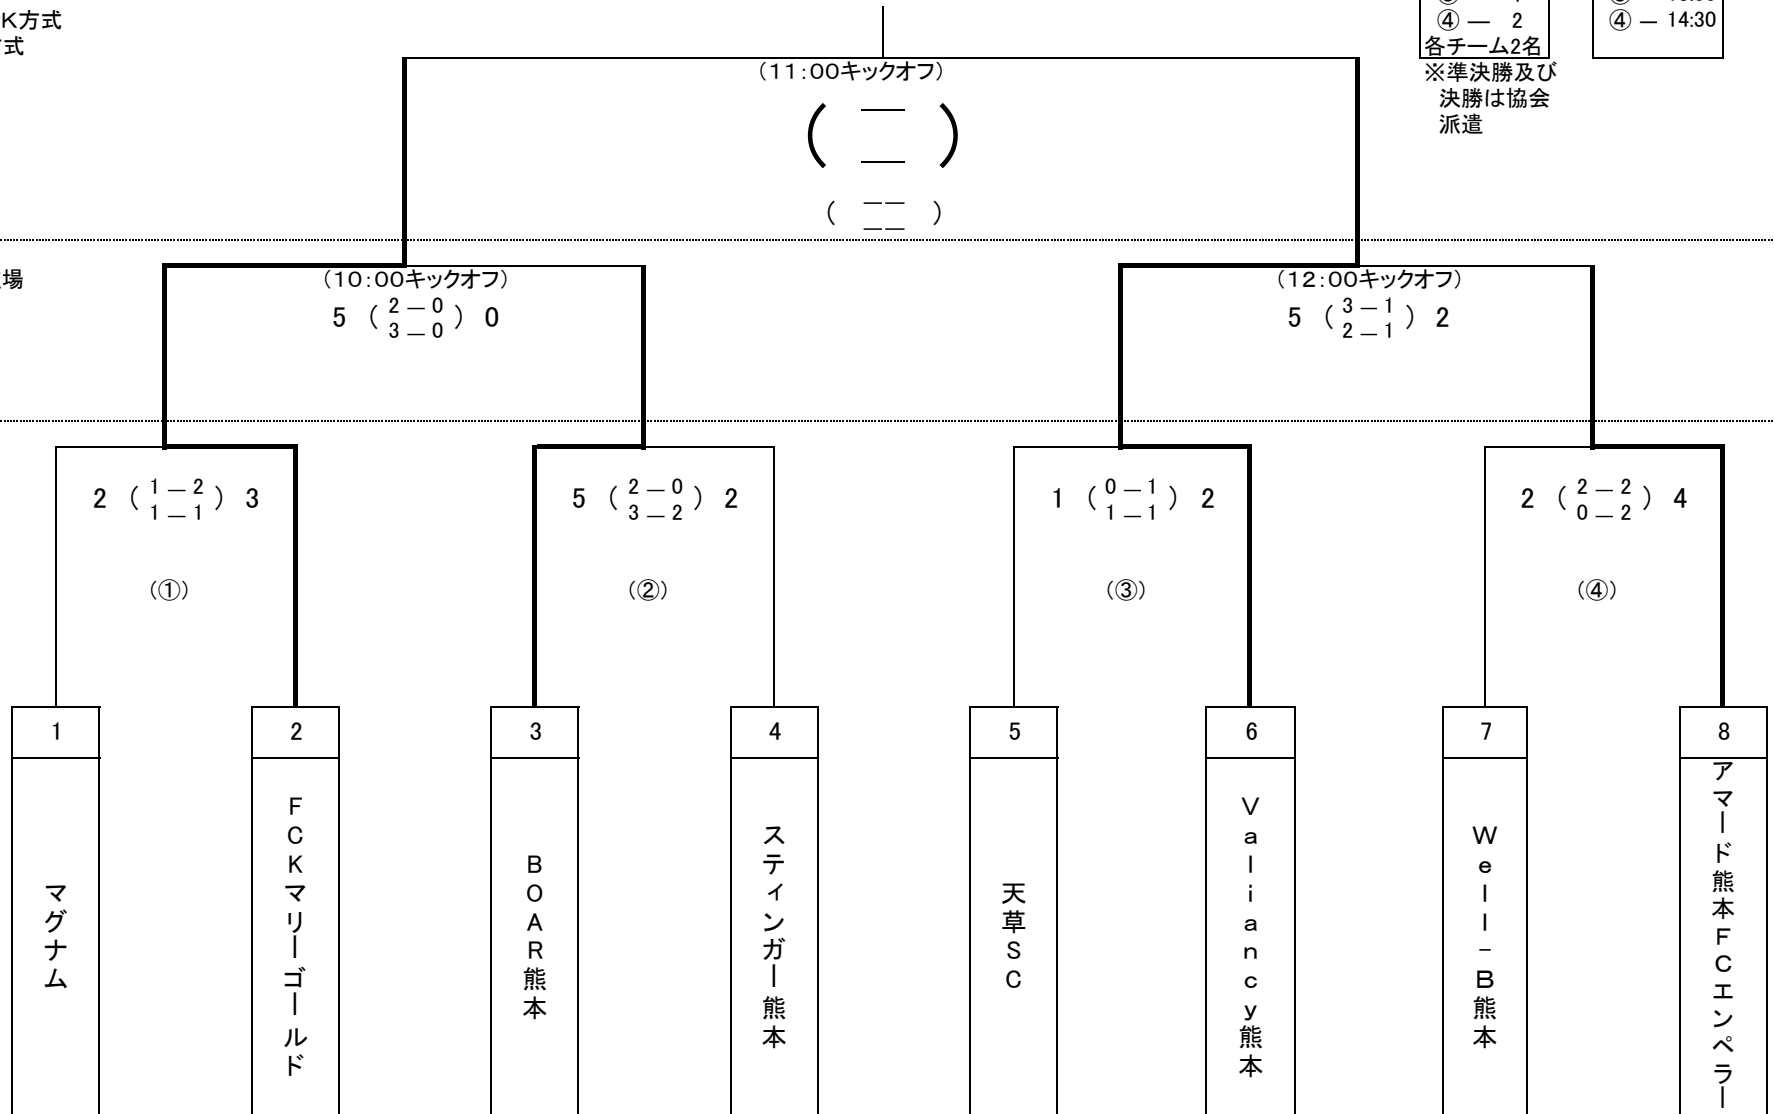 K方式
方式
④ ― 2
④ ― 14:30
各チーム2名
※準決勝及び
決勝は協会
派遣
(11:00キックオフ)
( ― ― )
( ―― ―― )
場
(10:00キックオフ)
5 ( 2 ― 0
3 ― 0 ) 0
(12:00キックオフ)
5 ( 3 ― 1
2 ― 1 ) 2
2 ( 1 ― 2
1 ― 1 ) 3
5 ( 2 ― 0
3 ― 2 ) 2
1 ( 0 ― 1
1 ― 1 ) 2
2 ( 2 ― 2
0 ― 2 ) 4
(①)
(②)
(③)
(④)
1
2
3
4
5
6
7
8
マグナム
FCKマリーゴールド
BOAR熊本
スティンガー熊本
天草SC
Valiancy熊本
Well-B熊本
アマード熊本FCエンペラー